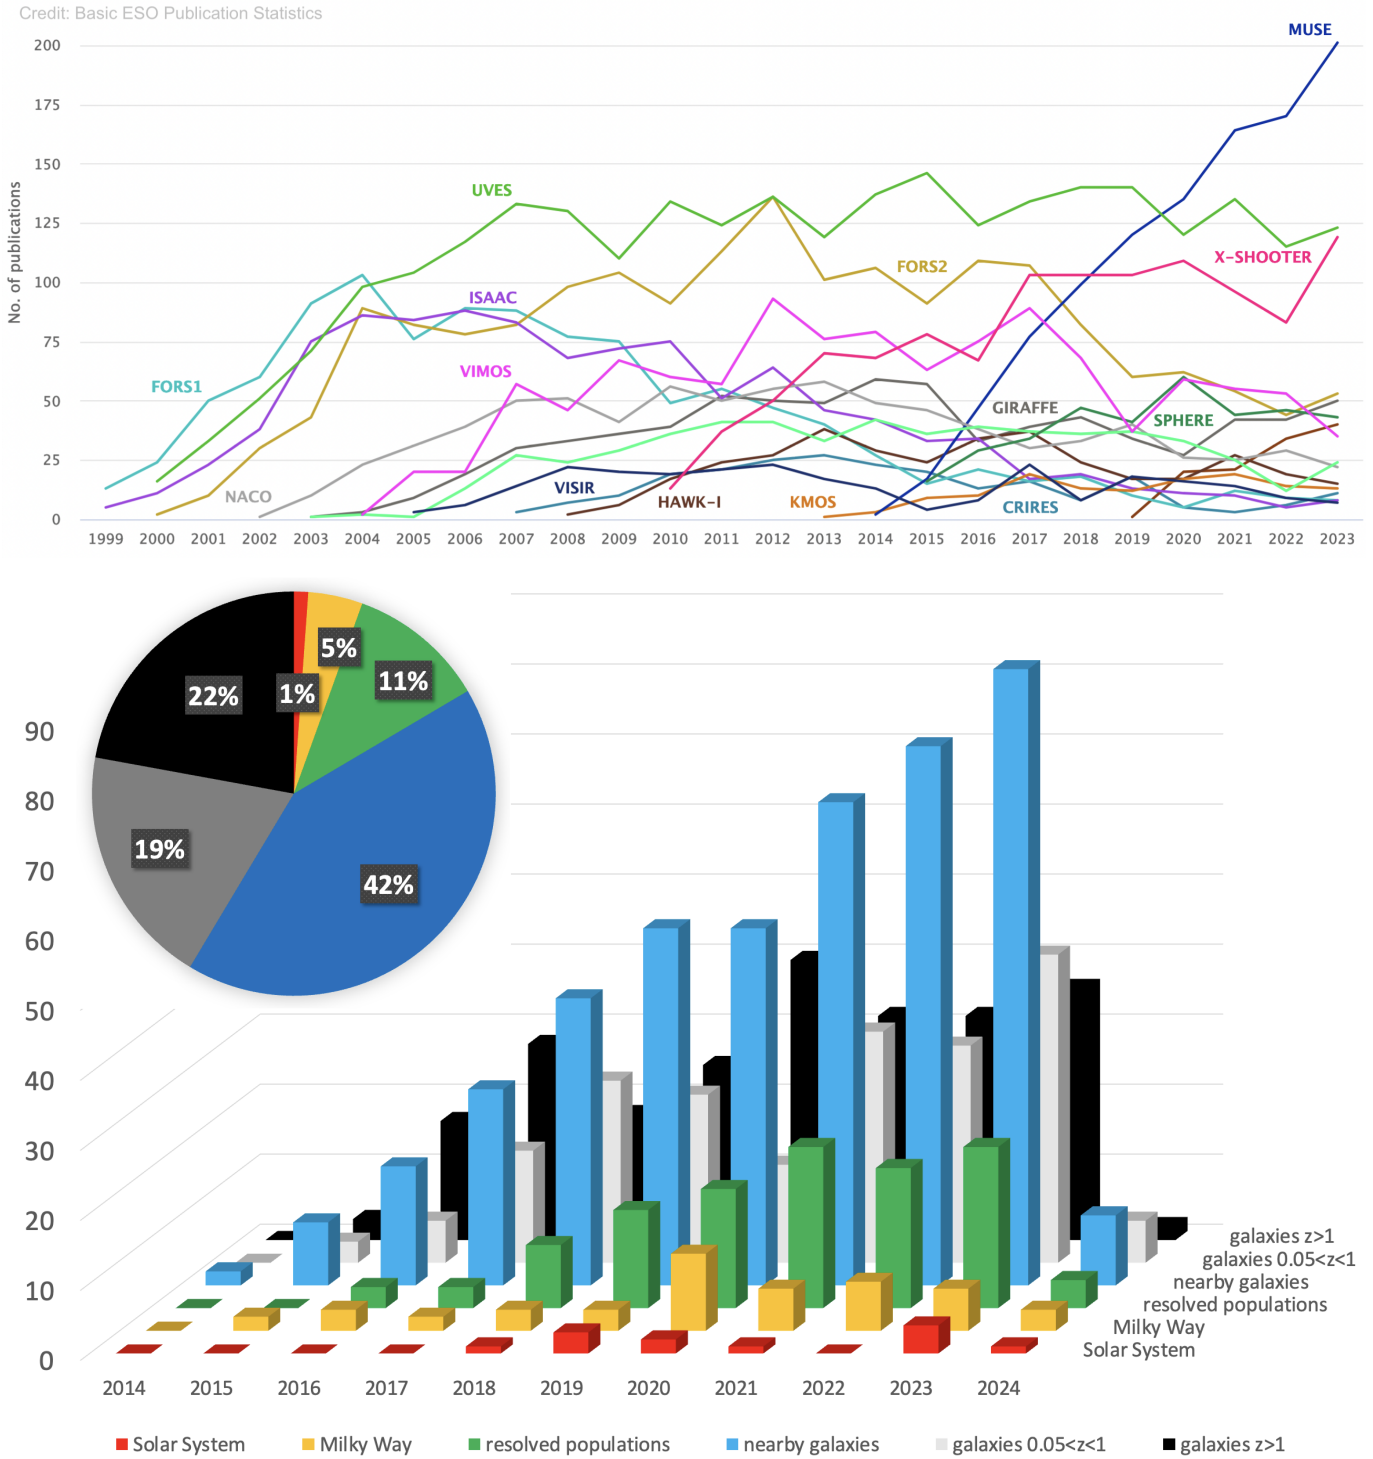 Credit: Basic ESO Publication Statistics
MUSE
200
175
150
UVES
125
X-SHOOTER
FORS2
100
ISAAC
75
VIMOS
FORS1
50
GIRAFFE
SPHERE
25
NACO
VISIR
HAWK-I
KMOS
CRIRES
0
No. of publications
1999 2000 2001 2002 2003 2004 2005 2006 2007 2008 2009 2010 2011 2012 2013 2014 2015 2016 2017 2018 2019 2020 2021 2022 2023
5%
11%
22%
1%
19%
42%
90
80
70
60
50
40
30
20
10
0
galaxies z>1
galaxies 0.05<z<1
nearby galaxies
resolved populations
Milky Way
Solar System
2014 2015 2016 2017 2018 2019 2020 2021 2022 2023 2024
Solar System Milky Way resolved populations nearby galaxies galaxies 0.05<z<1 galaxies z>1